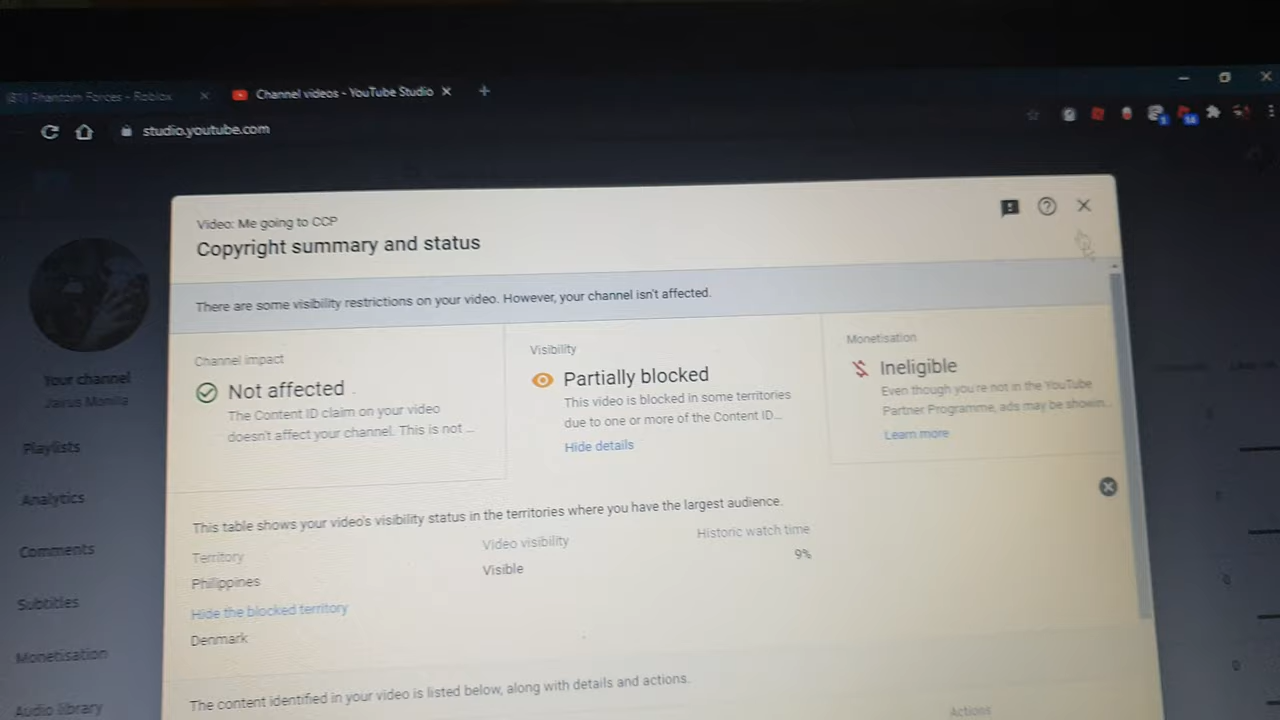 Phantom Forces - Roblox
Channel videos - YouTube Studio
studio.youtube.com
Video: Me going to CCP
Copyright summary and status
There are some visibility restrictions on your video. However, your channel isn't affected.
Channel impact
Not affected
The Content ID claim on your video
doesn't affect your channel. This is not ...
Visibility
Partially blocked
This video is blocked in some territories
due to one or more of the Content ID...
Hide details
Monetisation
Ineligible
Even though you're not in the YouTube
Partner Programme, ads may be showin...
Learn more
This table shows your video's visibility status in the territories where you have the largest audience.
Territory
Video visibility
Historic watch time
Philippines
Visible
9%
Hide the blocked territory
Denmark
The content identified in your video is listed below, along with details and actions.
Actions
Your channel
Playlists
Analytics
Comments
Subtitles
Monetisation
Audio library